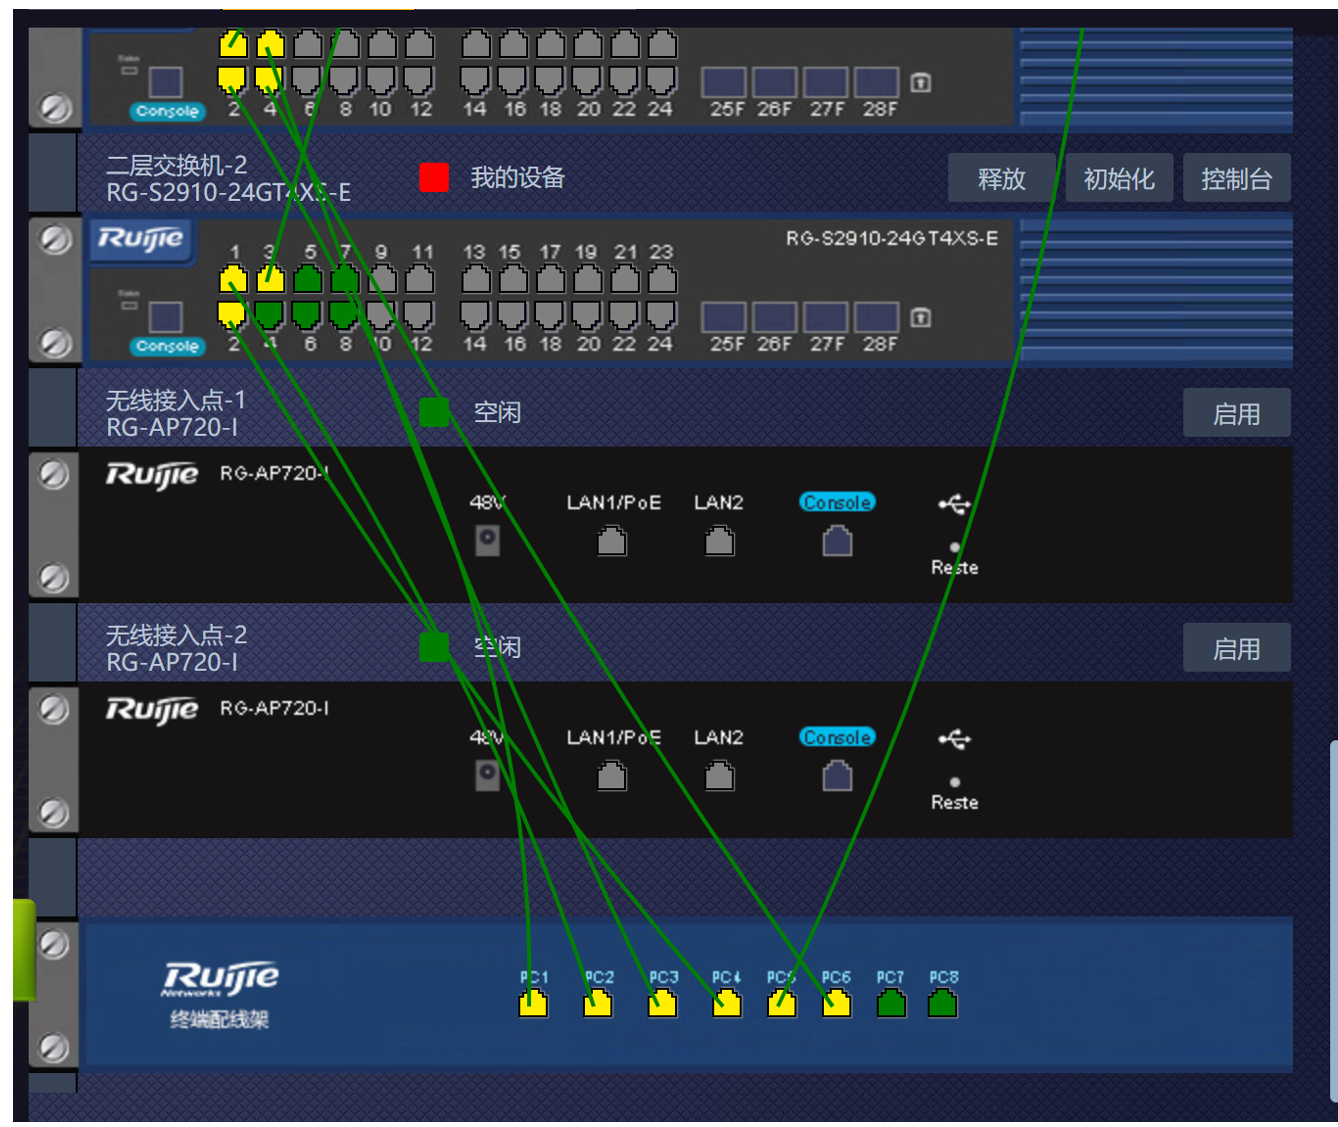 Console
2 4 6 8 10 12 14 16 18 20 22 24 25F 26F 27F 28F
二层交换机-2
RG-S2910-24GT4XS-E
我的设备
释放
初始化
控制台
Ruijie
1 3 5 7 9 11 13 15 17 19 21 23
RG-S2910-24GT4XS-E
Console
2 4 6 8 10 12 14 16 18 20 22 24 25F 26F 27F 28F
无线接入点-1
RG-AP720-I
空闲
启用
Ruijie
RG-AP720-I
48V
LAN1/PoE
LAN2
Console
Reste
无线接入点-2
RG-AP720-I
空闲
启用
Ruijie
RG-AP720-I
48V
LAN1/PoE
LAN2
Console
Reste
Ruijie
Networks
终端配线架
PC1 PC2 PC3 PC4 PC5 PC6 PC7 PC8